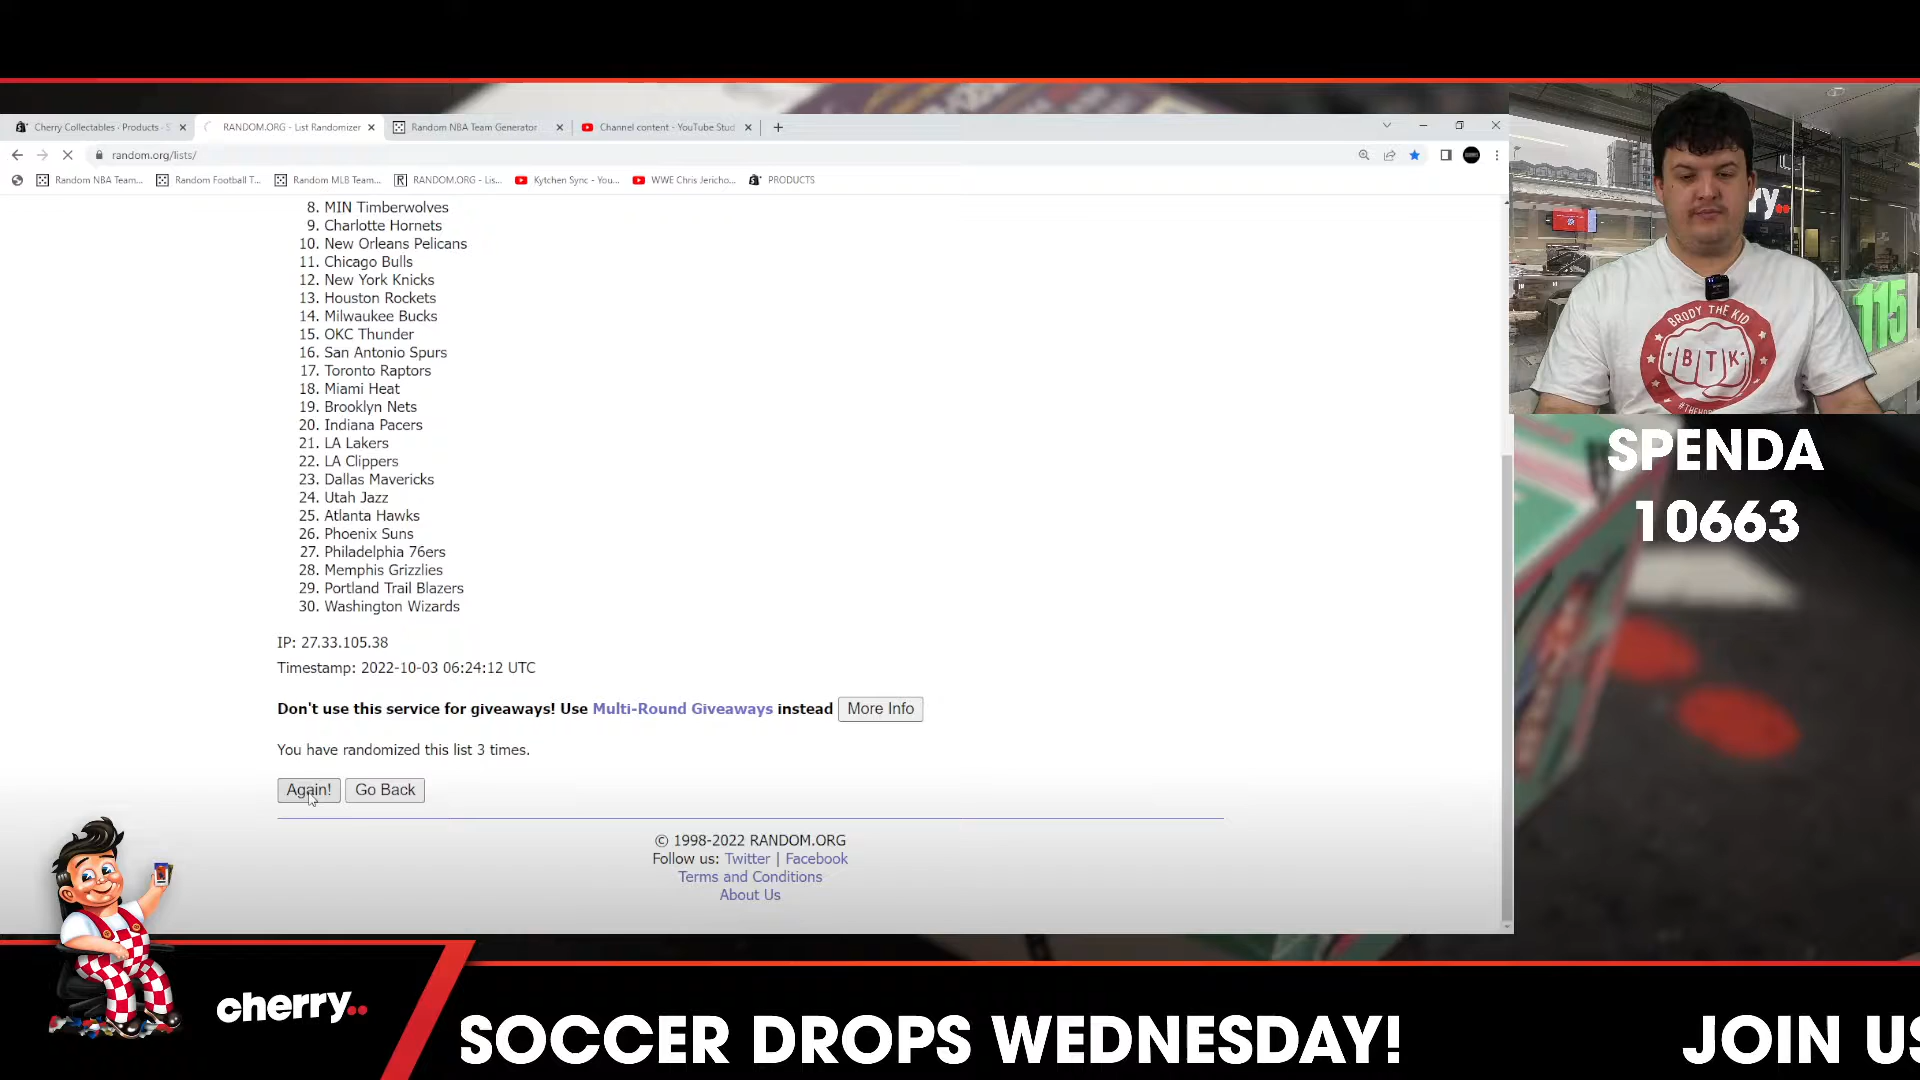 Cherry Collectables · Products · S
RANDOM.ORG - List Randomizer
Random NBA Team Generator
Channel content - YouTube Stud
random.org/lists/
Random NBA Team...
Random Football T...
Random MLB Team...
RANDOM.ORG - Lis...
Kytchen Sync - You...
WWE Chris Jericho...
PRODUCTS
8. MIN Timberwolves
9. Charlotte Hornets
10. New Orleans Pelicans
11. Chicago Bulls
12. New York Knicks
13. Houston Rockets
14. Milwaukee Bucks
15. OKC Thunder
16. San Antonio Spurs
17. Toronto Raptors
18. Miami Heat
19. Brooklyn Nets
20. Indiana Pacers
21. LA Lakers
22. LA Clippers
23. Dallas Mavericks
24. Utah Jazz
25. Atlanta Hawks
26. Phoenix Suns
27. Philadelphia 76ers
28. Memphis Grizzlies
29. Portland Trail Blazers
30. Washington Wizards
IP: 27.33.105.38
Timestamp: 2022-10-03 06:24:12 UTC
Don't use this service for giveaways! Use Multi-Round Giveaways instead More Info
You have randomized this list 3 times.
Again! Go Back
© 1998-2022 RANDOM.ORG
Follow us: Twitter | Facebook
Terms and Conditions
About Us
ry..
BRODY THE KID
BTK
115
SPENDA
10663
cherry..
SOCCER DROPS WEDNESDAY!
JOIN US